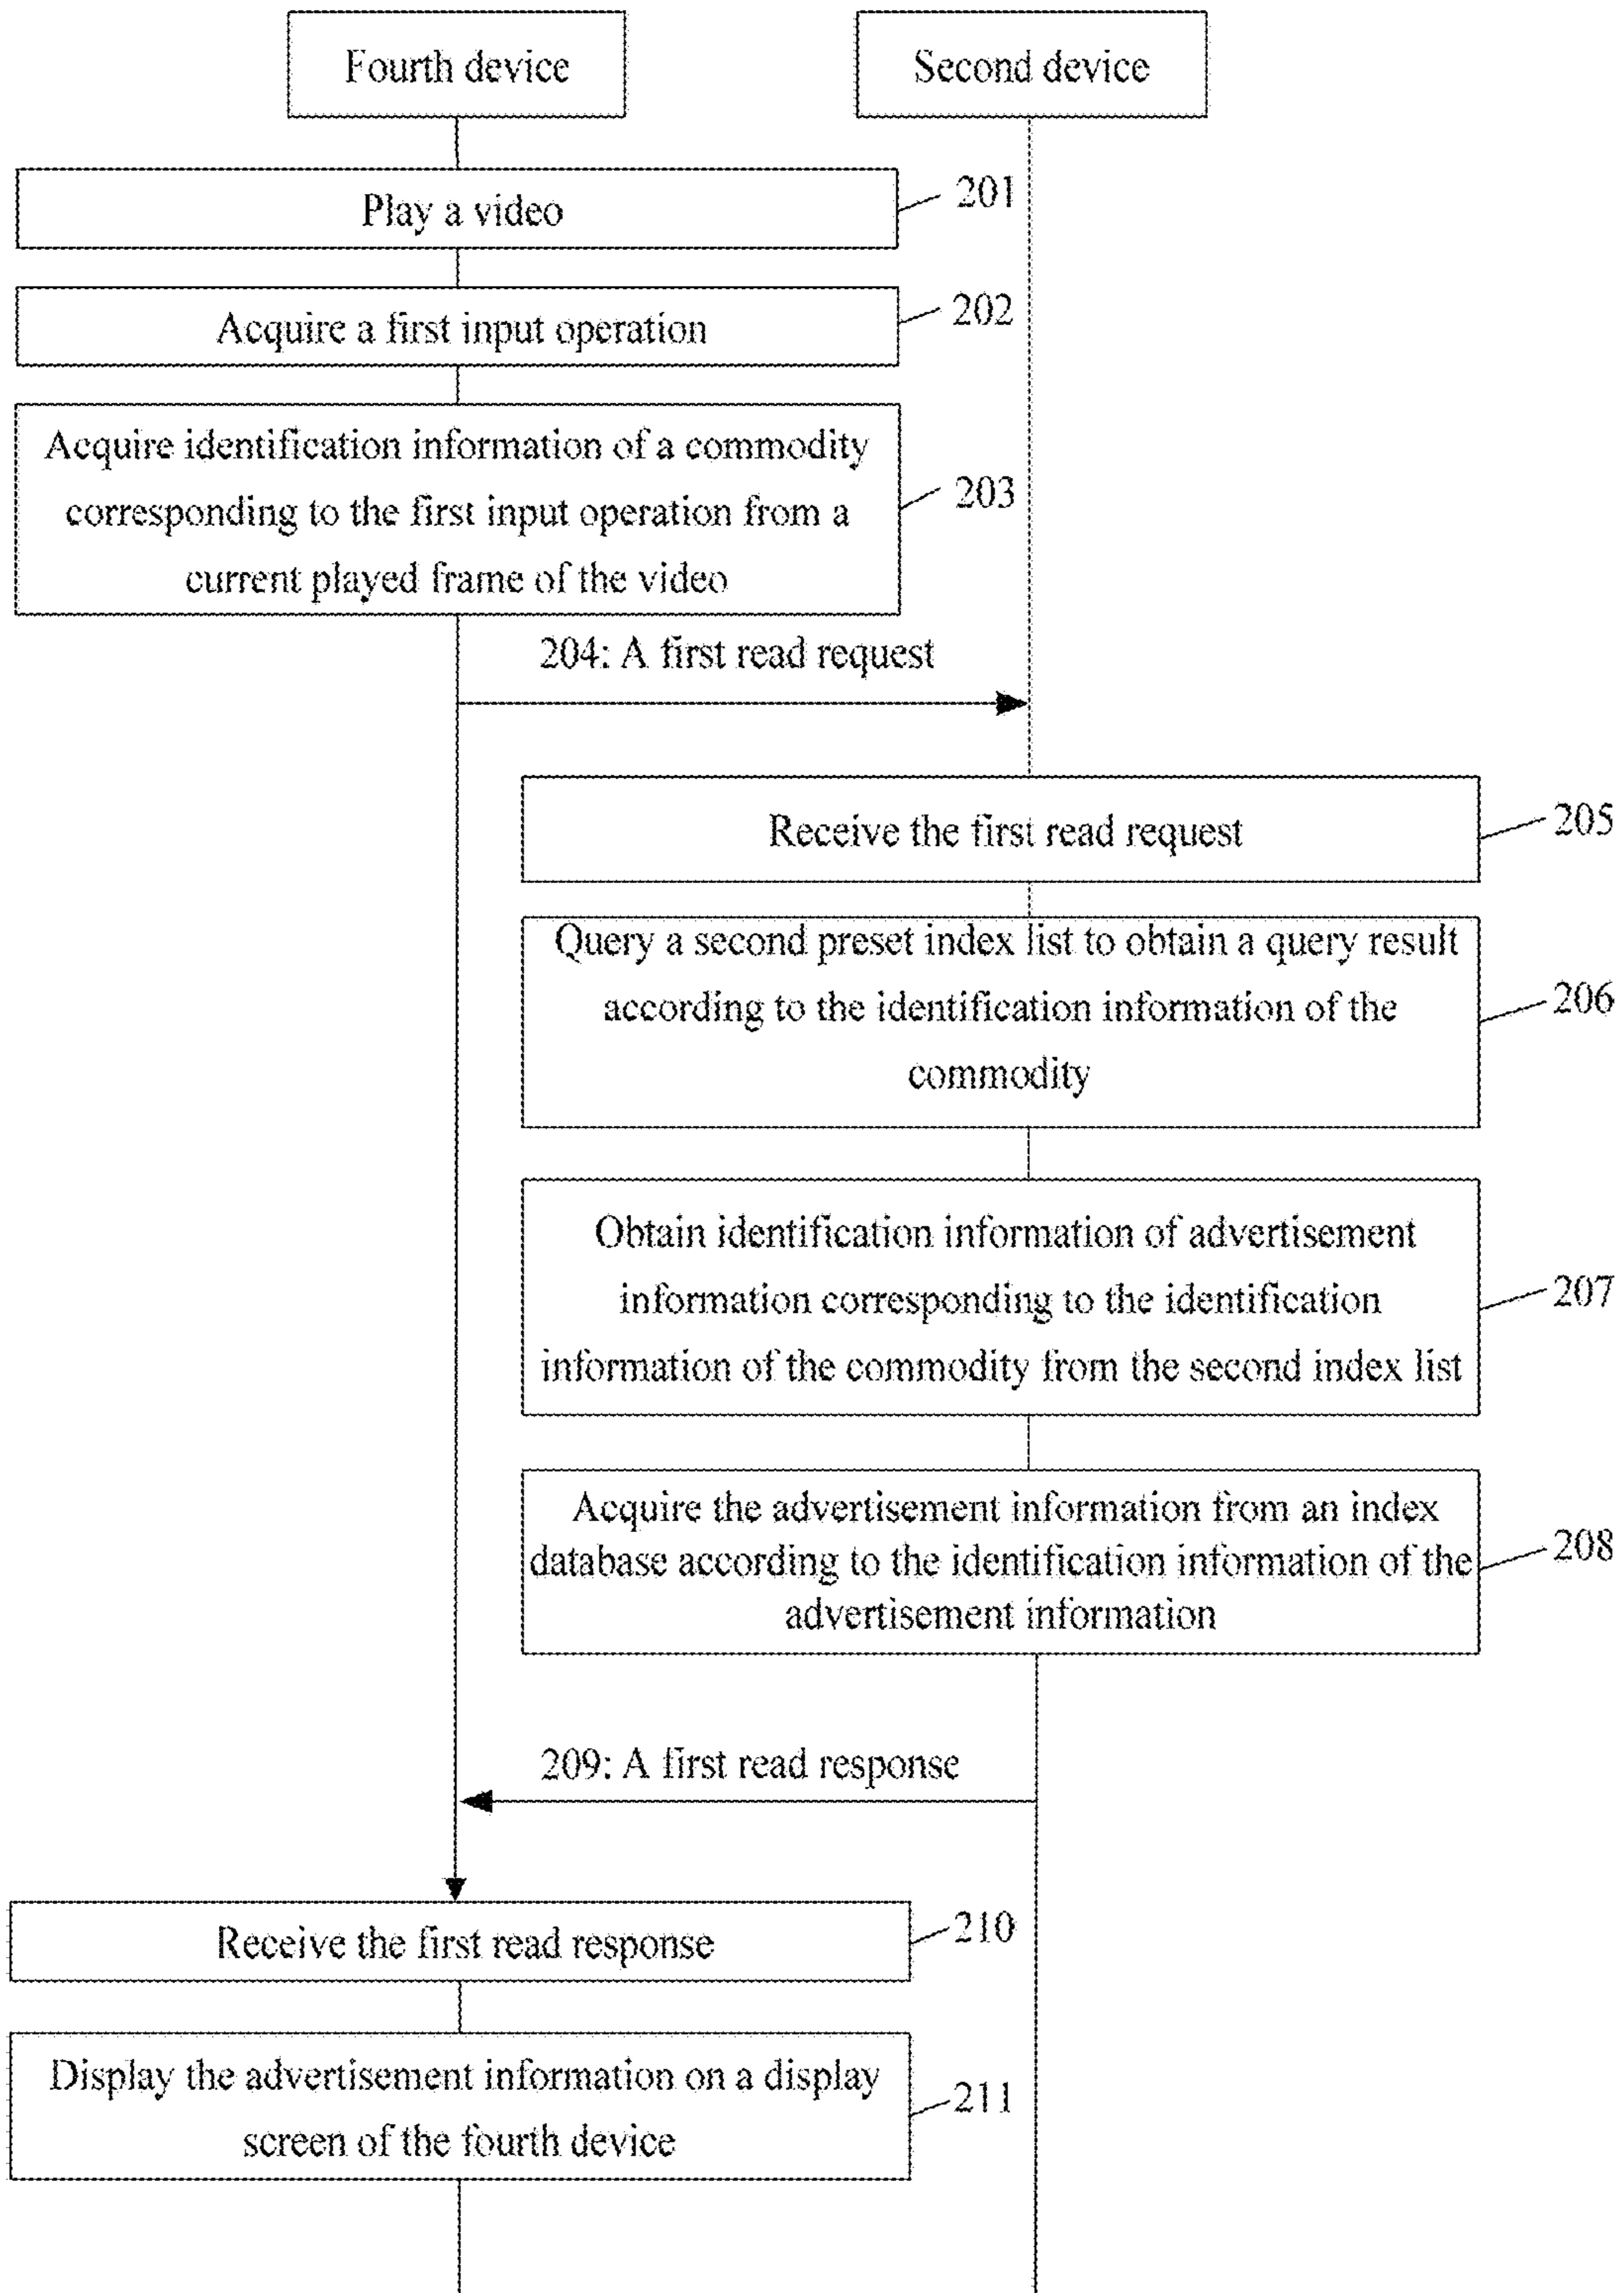 Fourth device
Second device
Play a video
201
Acquire a first input operation
202
Acquire identification information of a commodity
corresponding to the first input operation from a
current played frame of the video
203
204: A first read request
Receive the first read request
205
Query a second preset index list to obtain a query result
according to the identification information of the
commodity
206
Obtain identification information of advertisement
information corresponding to the identification
information of the commodity from the second index list
207
Acquire the advertisement information from an index
database according to the identification information of the
advertisement information
208
209: A first read response
Receive the first read response
210
Display the advertisement information on a display
screen of the fourth device
211